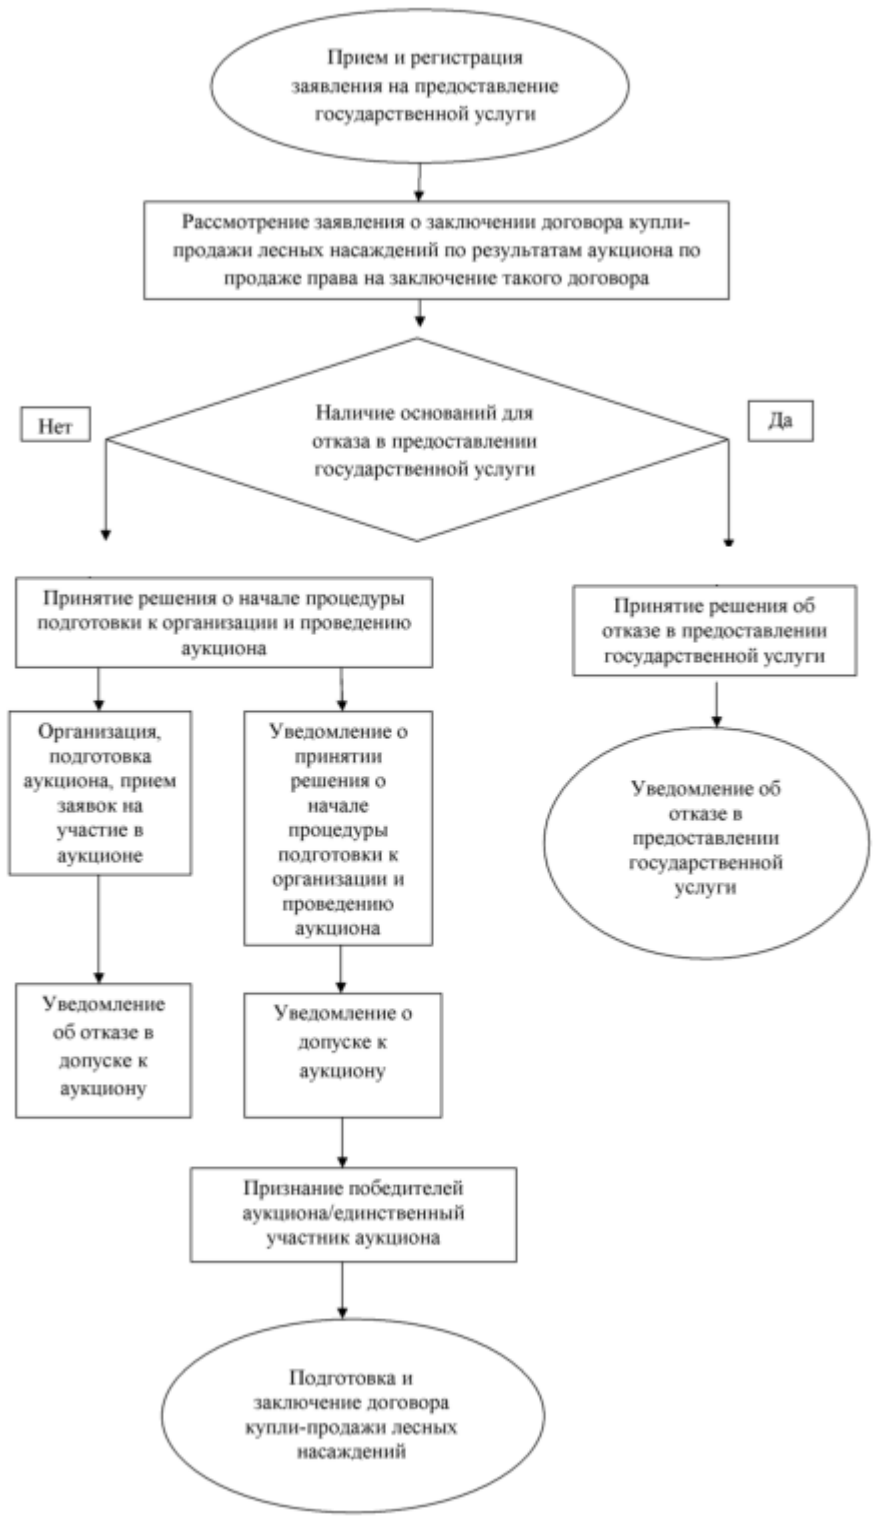 Прием и регистрация
заявления на предоставление
государственной услуги
Рассмотрение заявления о заключении договора купли-
продажи лесных насаждений по результатам аукциона по
продаже права на заключение такого договора
Нет
Наличие оснований для
отказа в предоставлении
государственной услуги
Да
Принятие решения о начале процедуры
подготовки к организации и проведению
аукциона
Принятие решения об
отказе в предоставлении
государственной услуги
Организация,
подготовка
аукциона, прием
заявок на
участие в
аукционе
Уведомление о
принятии
решения о
начале
процедуры
подготовки к
организации и
проведению
аукциона
Уведомление об
отказе в
предоставлении
государственной
услуги
Уведомление
об отказе в
допуске к
аукциону
Уведомление о
допуске к
аукциону
Признание победителей
аукциона/единственный
участник аукциона
Подготовка и
заключение договора
купли-продажи лесных
насаждений